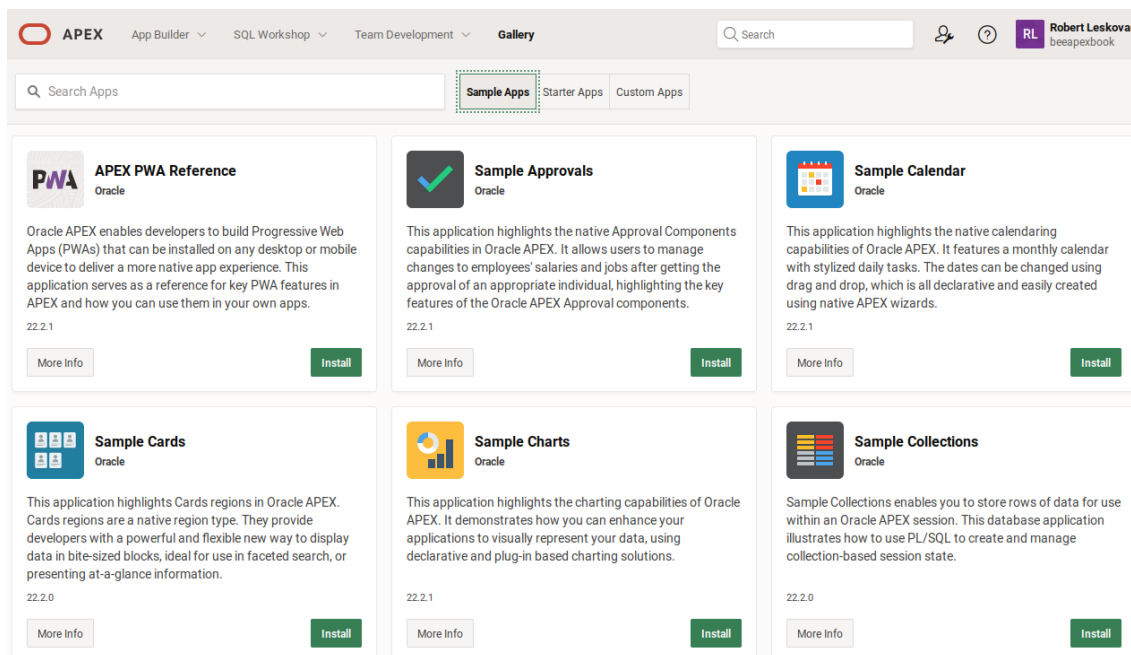 APEX App Builder SQL Workshop Team Development Gallery Search RL Robert Leskovar
beeapexbook
Search Apps Sample Apps Starter Apps Custom Apps
PWA
APEX PWA Reference
Oracle
Oracle APEX enables developers to build Progressive Web
Apps (PWAs) that can be installed on any desktop or mobile
device to deliver a more native app experience. This
application serves as a reference for key PWA features in
APEX and how you can use them in your own apps.
22.2.1
More Info Install
Sample Approvals
Oracle
This application highlights the native Approval Components
capabilities in Oracle APEX. It allows users to manage
changes to employees' salaries and jobs after getting the
approval of an appropriate individual, highlighting the key
features of the Oracle APEX Approval components.
22.2.1
More Info Install
Sample Calendar
Oracle
This application highlights the native calendaring
capabilities of Oracle APEX. It features a monthly calendar
with stylized daily tasks. The dates can be changed using
drag and drop, which is all declarative and easily created
using native APEX wizards.
22.2.1
More Info Install
Sample Cards
Oracle
This application highlights Cards regions in Oracle APEX.
Cards regions are a native region type. They provide
developers with a powerful and flexible new way to display
data in bite-sized blocks, ideal for use in faceted search, or
presenting at-a-glance information.
22.2.0
More Info Install
Sample Charts
Oracle
This application highlights the charting capabilities of Oracle
APEX. It demonstrates how you can enhance your
applications to visually represent your data, using
declarative and plug-in based charting solutions.
22.2.1
More Info Install
Sample Collections
Oracle
Sample Collections enables you to store rows of data for use
within an Oracle APEX session. This database application
illustrates how to use PL/SQL to create and manage
collection-based session state.
22.2.0
More Info Install